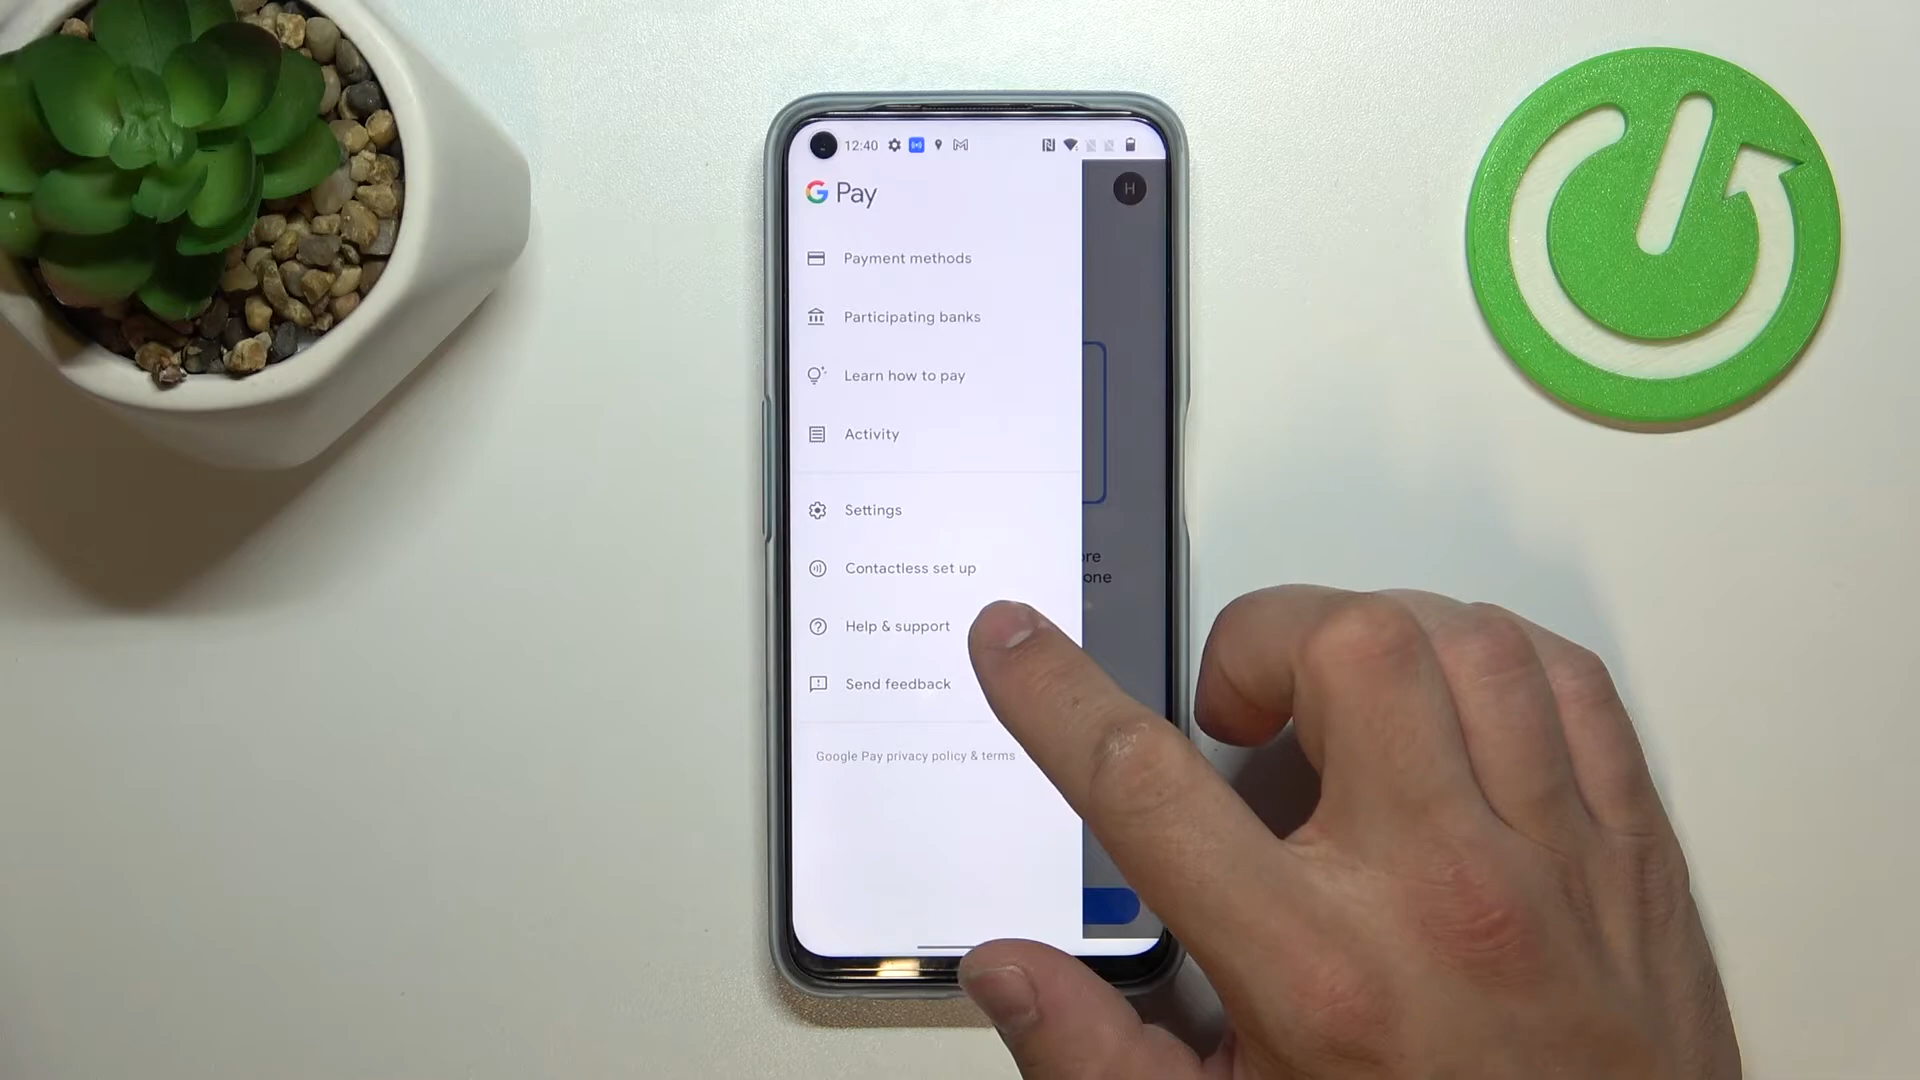 12:40
G Pay
H
Payment methods
Participating banks
Learn how to pay
Activity
Settings
Contactless set up
Help & support
Send feedback
Google Pay privacy policy & terms
one